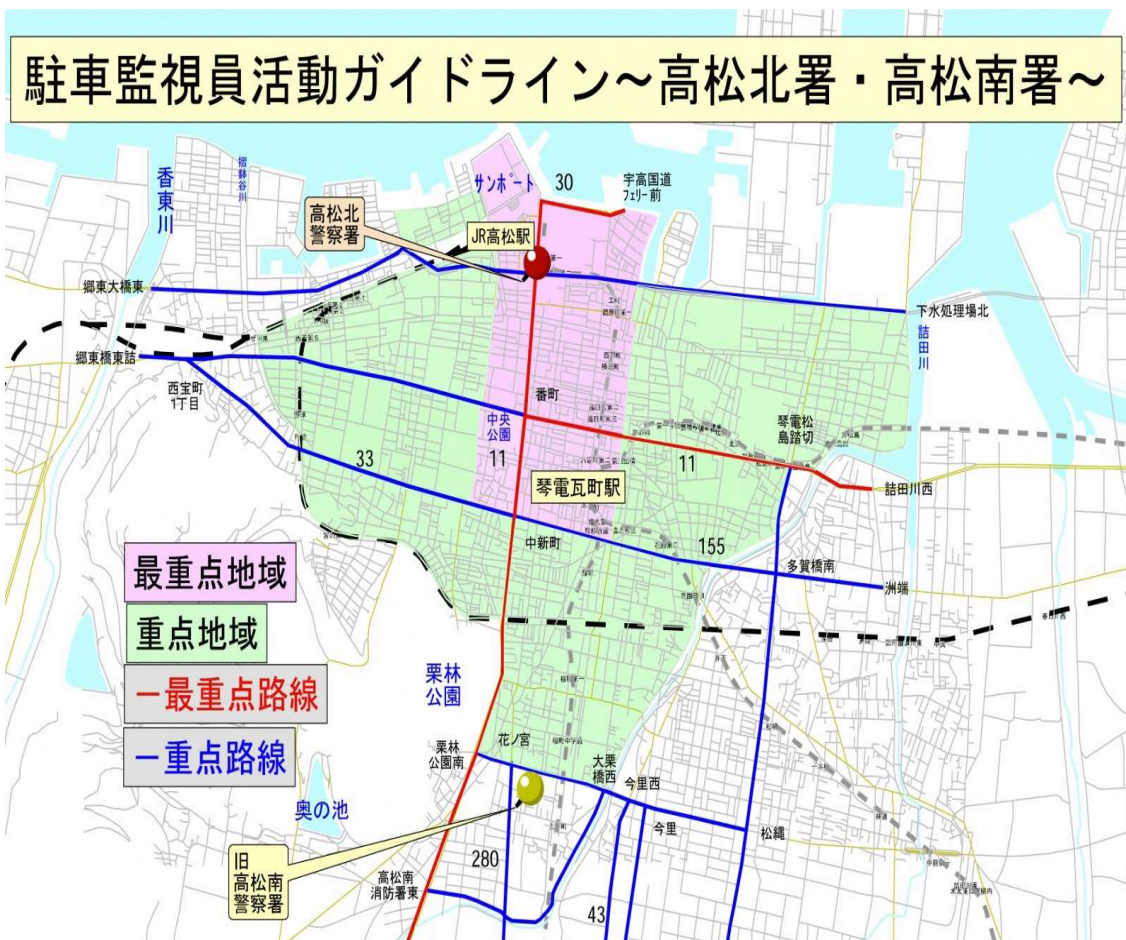 駐車監視員活動ガイドライン～高松北署・高松南署～
香東川
摺鉢谷川
サンポート
30
宇高国道
フェリー前
高松北
警察署
JR高松駅
郷東大橋東
下水処理場北
詰田川
郷東橋東詰
西宝町
1丁目
番町
中央
公園
琴電松
島踏切
33
11
11
琴電瓦町駅
詰田川西
中新町
155
多賀橋南
洲端
最重点地域
重点地域
ー最重点路線
ー重点路線
栗林
公園
栗林
公園南
花ノ宮
大栗
橋西
今里西
今里
松縄
奥の池
旧
高松南
警察署
280
高松南
消防署東
43